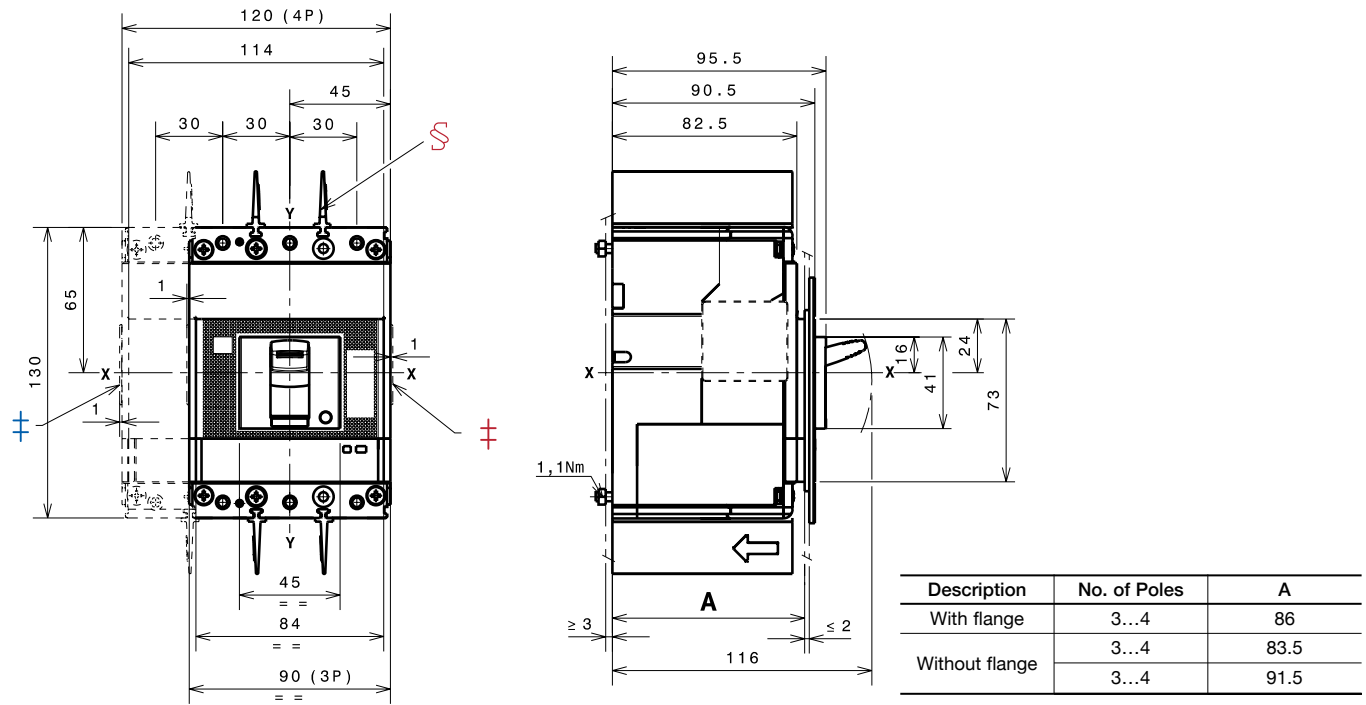 120 (4P)
114
45
30 30 30
§
Y
65
130
1
1
X X
1
‡ ‡
Y
45
= =
84
= =
90 (3P)
= =
95.5
90.5
82.5
X X
16
41
24
73
1,1Nm
A
≥ 3 ≤ 2
116
Description No. of Poles A
With flange 3...4 86
Without flange 3...4 83.5
3...4 91.5